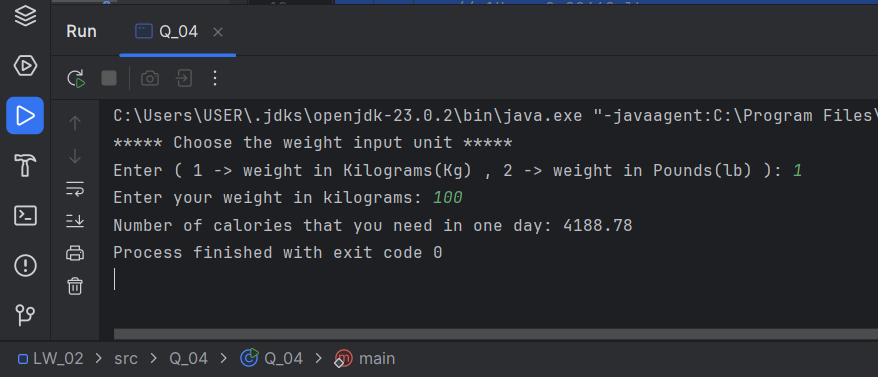 Run Q_04
C:\Users\USER\.jdks\openjdk-23.0.2\bin\java.exe "-javaagent:C:\Program Files\
***** Choose the weight input unit *****
Enter ( 1 -> weight in Kilograms(Kg) , 2 -> weight in Pounds(lb) ): 1
Enter your weight in kilograms: 100
Number of calories that you need in one day: 4188.78
Process finished with exit code 0
LW_02 > src > Q_04 > Q_04 > main